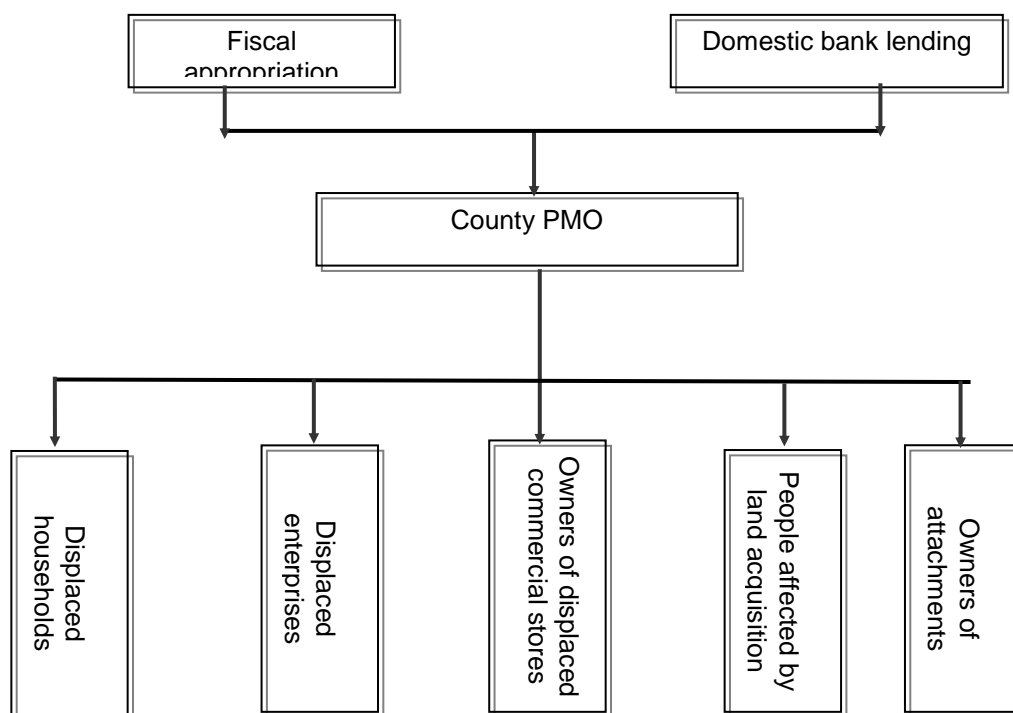 Fiscal
appropriation
Domestic bank lending
County PMO
Displaced
households
Displaced
enterprises
Owners of displaced
commercial stores
People affected by
land acquisition
Owners of
attachments